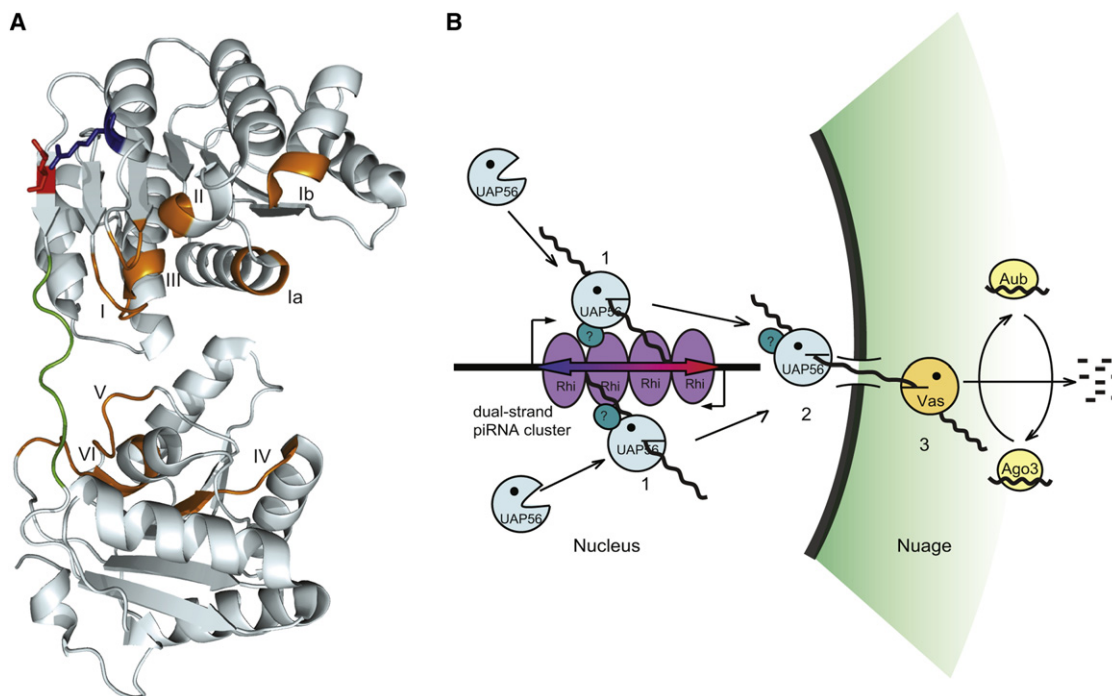 A
II
Ib
III
Ia
I
V
VI
IV
B
UAP56
1
UAP56
?
Rhi
Rhi
Rhi
Rhi
dual-strand
piRNA cluster
?
UAP56
1
UAP56
?
UAP56
2
Vas
3
Aub
Ago3
Nucleus
Nuage